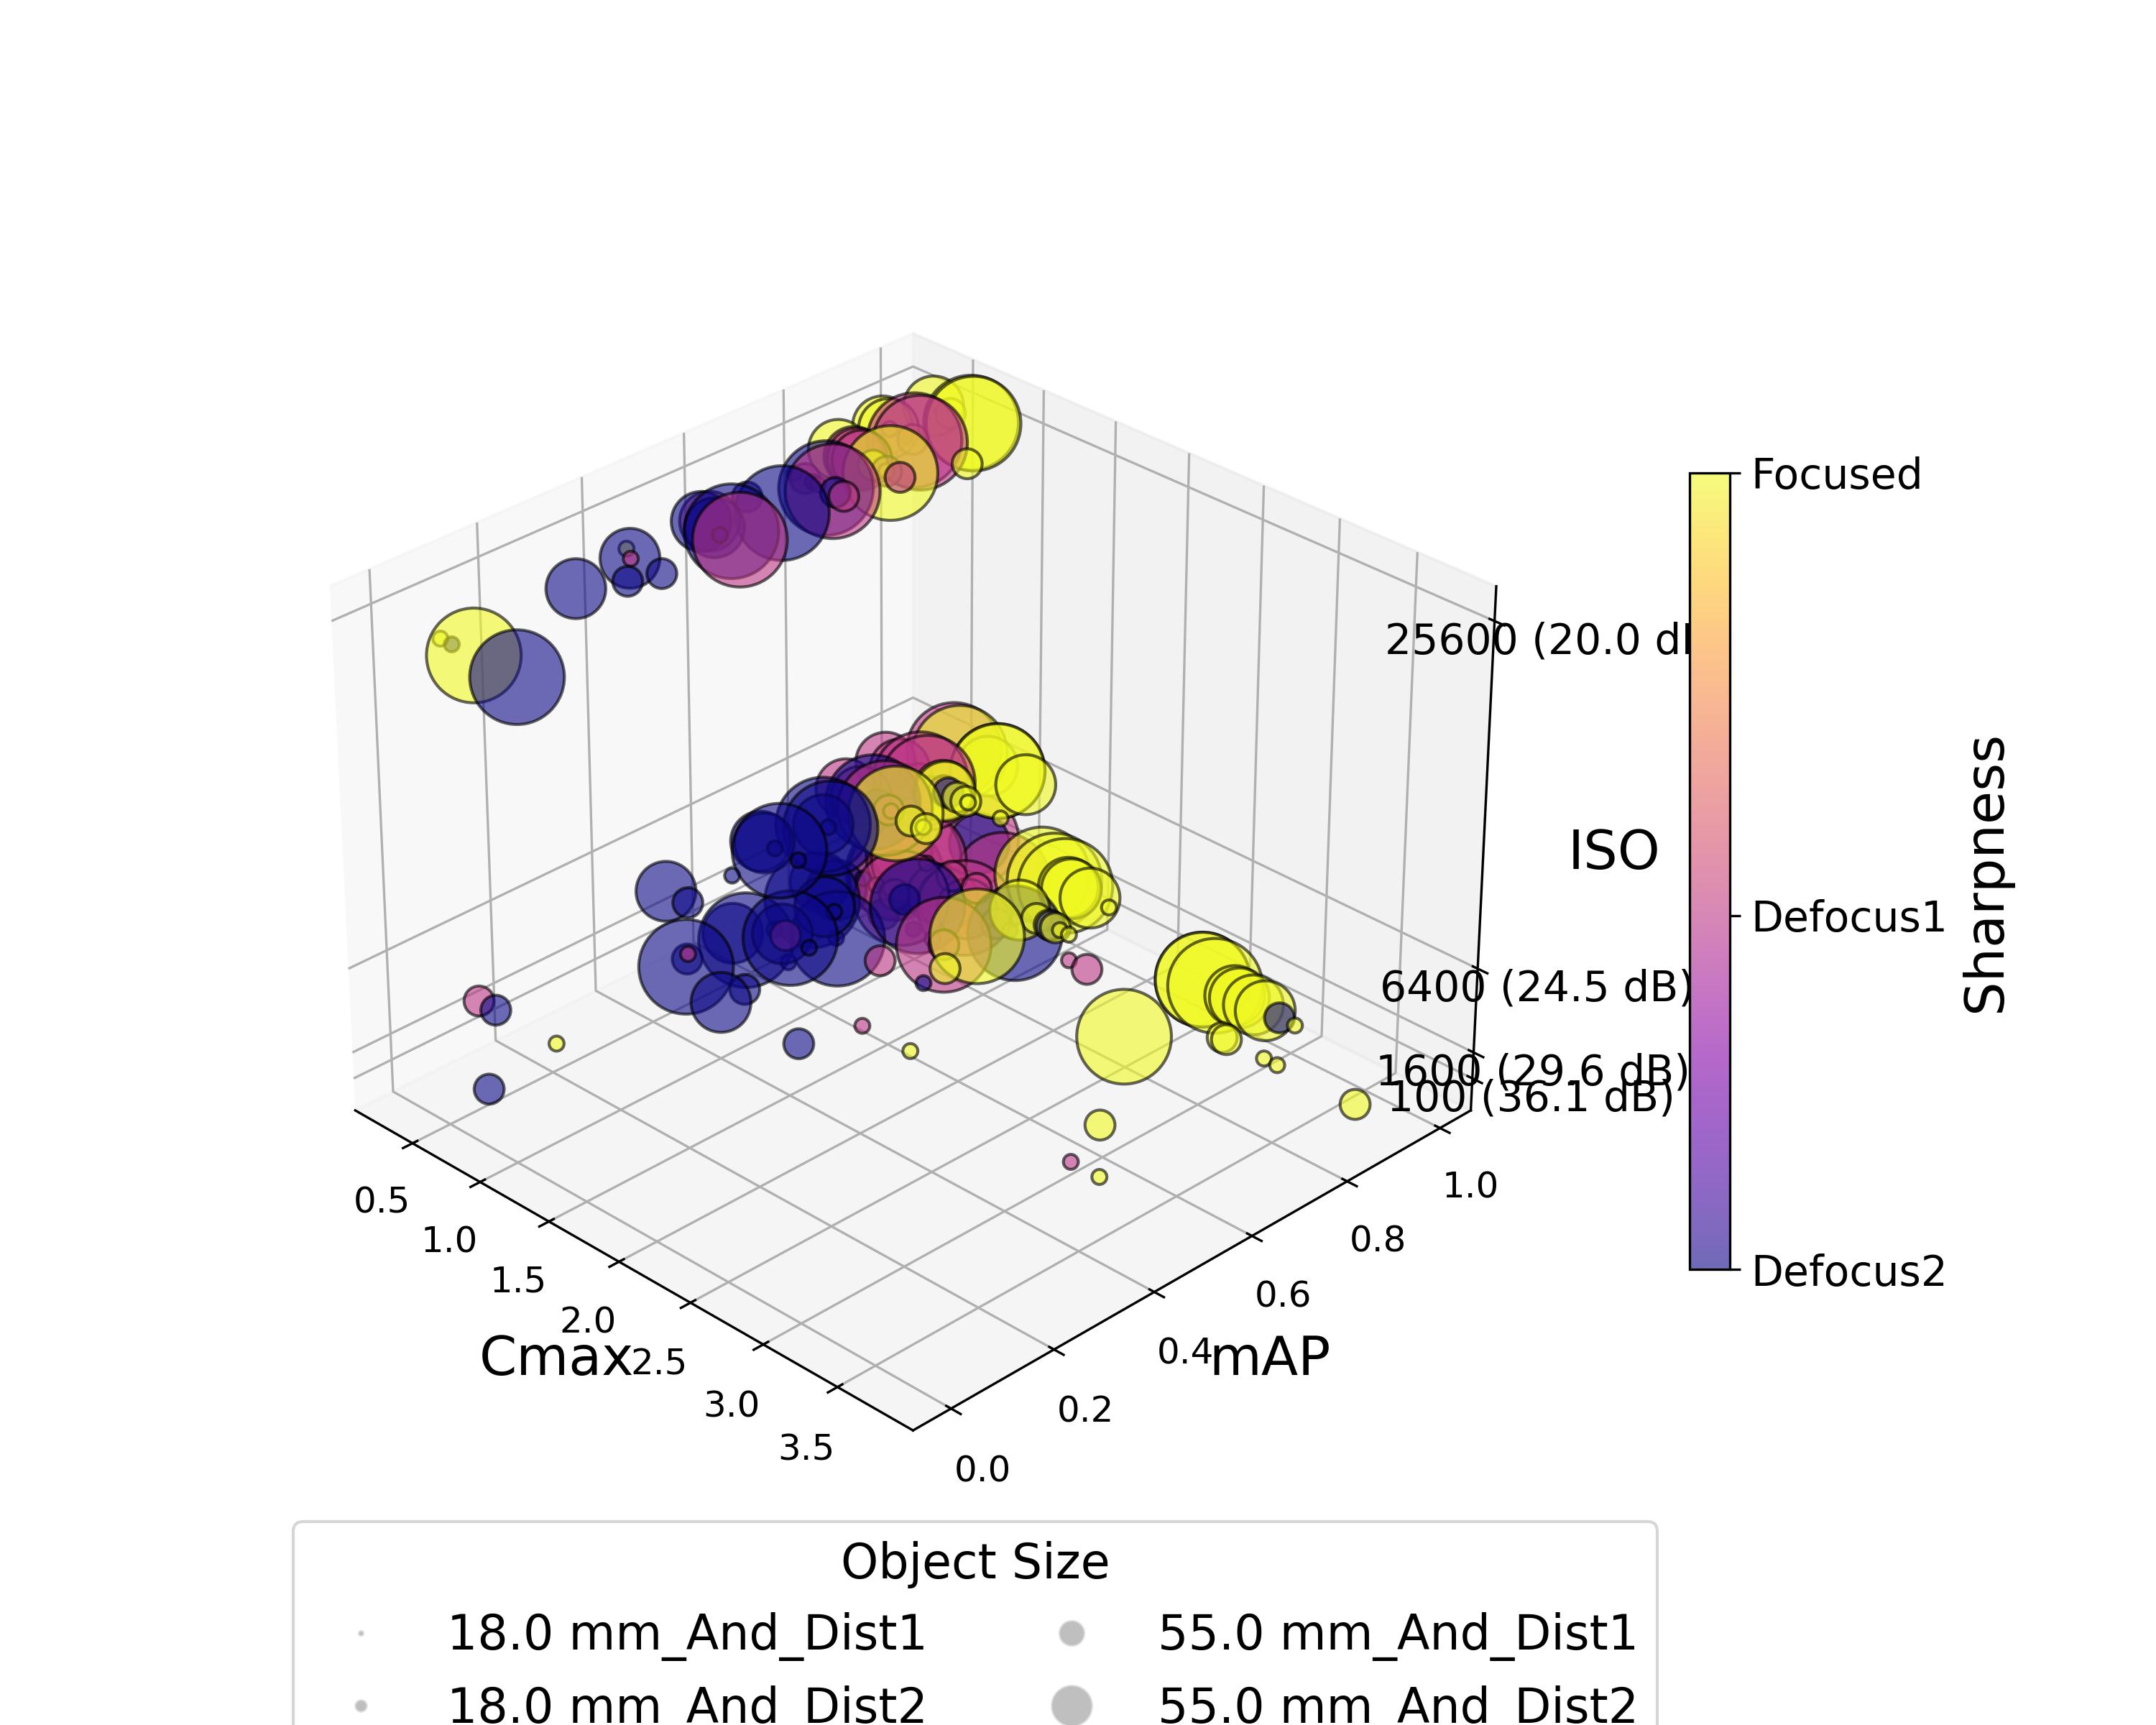 25600 (20.0 d
6400 (24.5 dB)
1600 (29.6 dB)
100 (36.1 dB)
ISO
Focused
Defocus1
Defocus2
Sharpness
0.5
1.0
1.5
2.0
2.5
3.0
3.5
Cmax
0.0
0.2
0.4
0.6
0.8
1.0
mAP
Object Size
18.0 mm_And_Dist1
55.0 mm_And_Dist1
18.0 mm_And_Dist2
55.0 mm_And_Dist2